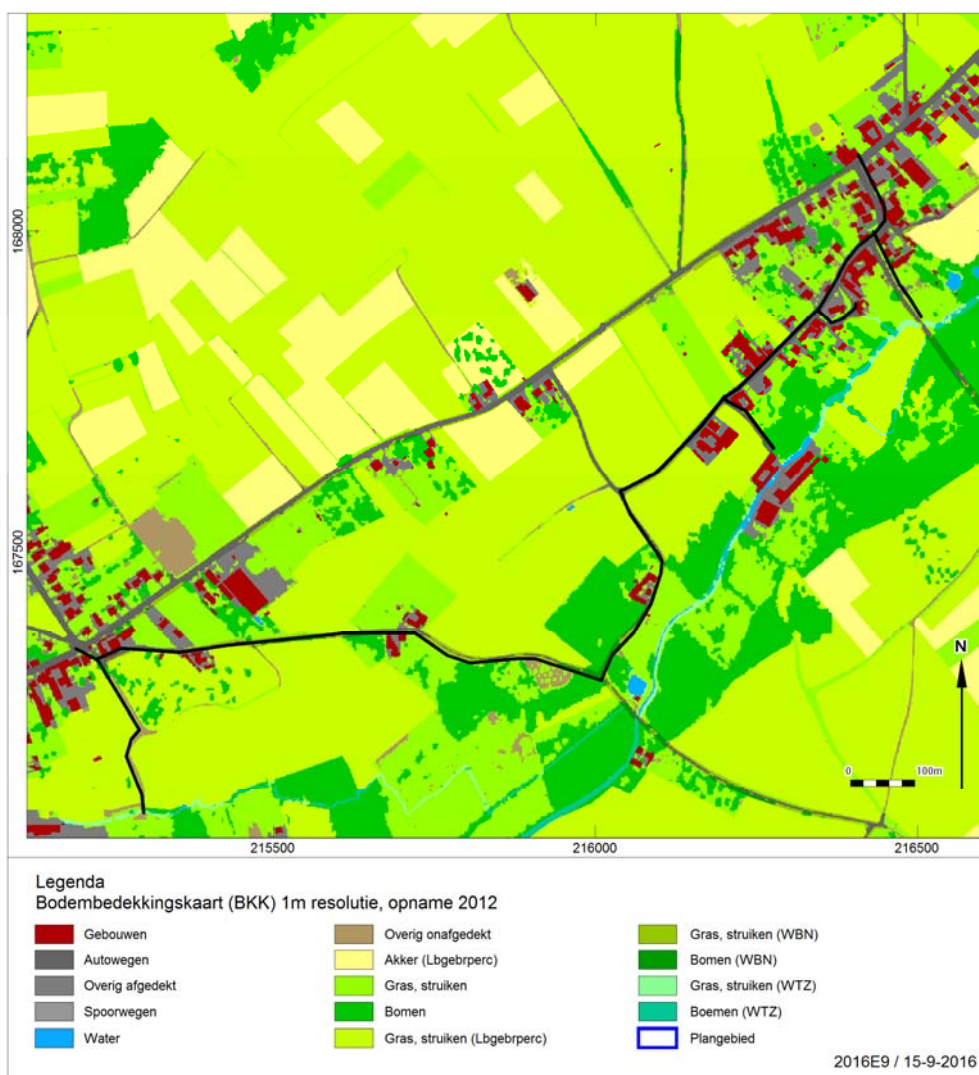 168000
167500
N
0 100m
215500 216000 216500
Legenda
Bodembedekkingskaart (BKK) 1m resolutie, opname 2012
Gebouwen
Autowegen
Overig afgedekt
Spoorwegen
Water
Overig onafgedekt
Akker (Lbgebrperc)
Gras, struiken
Bomen
Gras, struiken (Lbgebrperc)
Gras, struiken (WBN)
Bomen (WBN)
Gras, struiken (WTZ)
Boemen (WTZ)
Plangebied
2016E9 / 15-9-2016